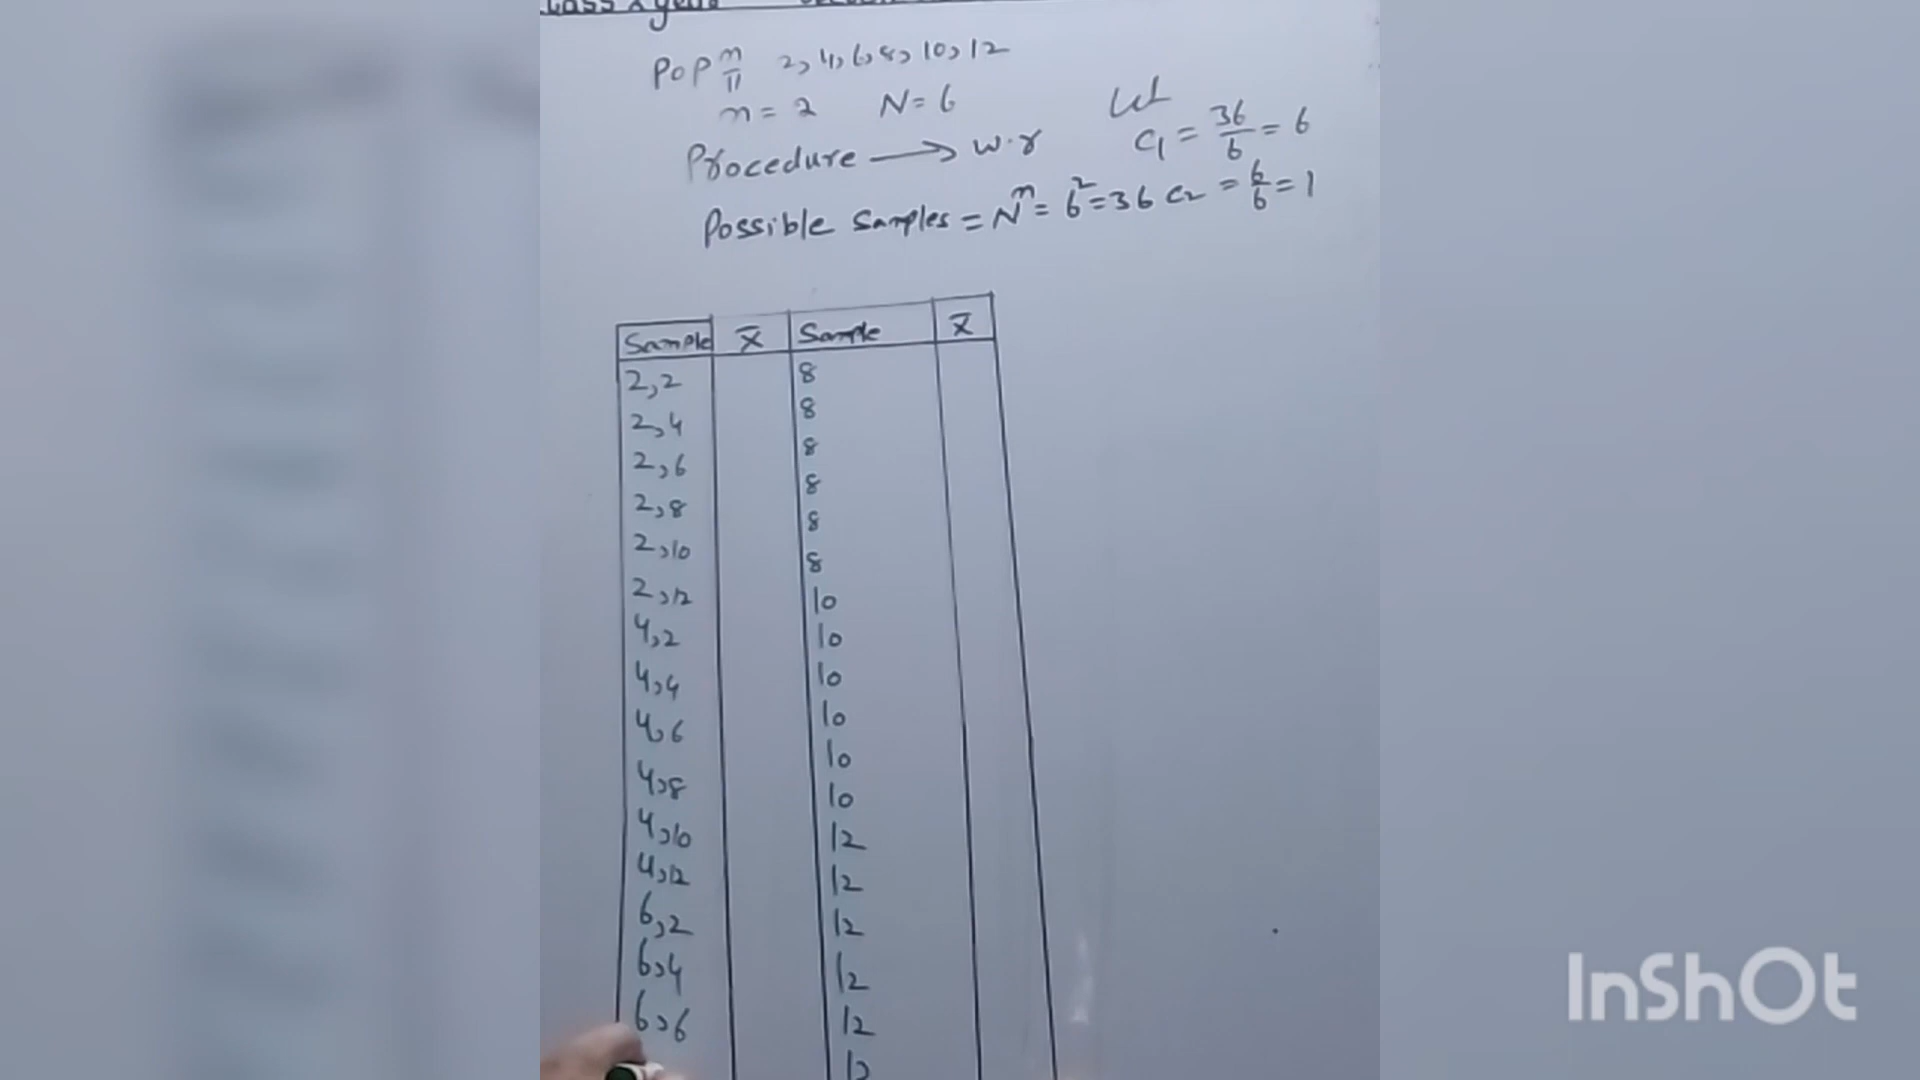 Popn 2, 4, 6, 8, 10, 12
n = 2 N = 6
Procedure → w.r
C1 = 36/6 = 6
Possible Samples = N^n = 6^2 = 36 C2 = 6/6 = 1
Sample X̄ Sample X̄
2,2 8
2,4 8
2,6 8
2,8 8
2,10 8
2,12 8
4,2 10
4,4 10
4,6 10
4,8 10
4,10 10
4,12 10
6,2 12
6,4 12
6,6 12
12
12
12
InShOt